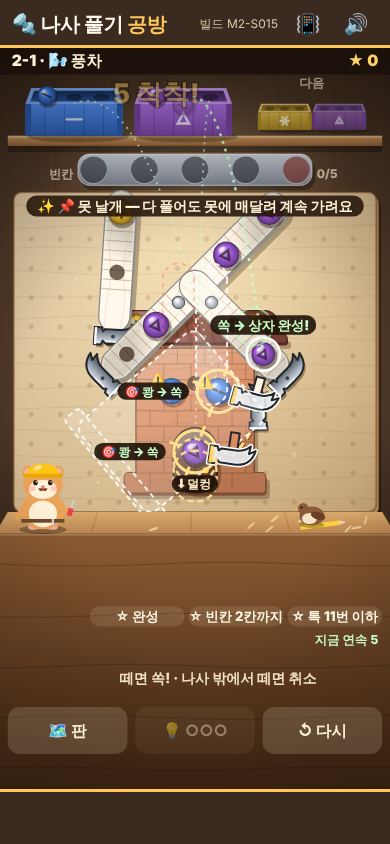 나사 풀기 공방
빌드 M2-S015
2-1 · 풍차
★ 0
5 척척!
다음
빈칸
0/5
못 날개 — 다 풀어도 못에 매달려 계속 가려요
쏙 → 상자 완성!
쾅 → 쏙
쾅 → 쏙
⬇덜컹
☆ 완성
☆ 빈칸 2칸까지
☆ 톡 11번 이하
지금 연속 5
떼면 쏙! · 나사 밖에서 떼면 취소
판
다시